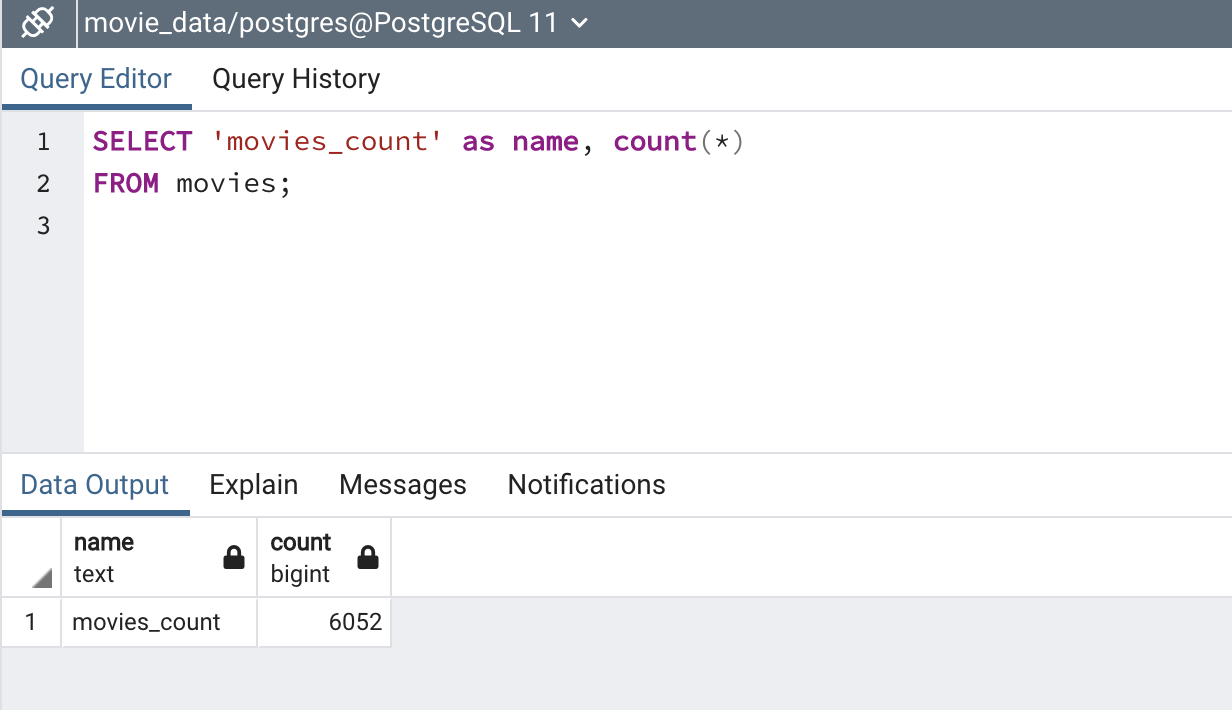 movie_data/postgres@PostgreSQL 11
Query Editor Query History
1 SELECT 'movies_count' as name, count(*)
2 FROM movies;
3
Data Output Explain Messages Notifications
name count
text bigint
1 movies_count 6052